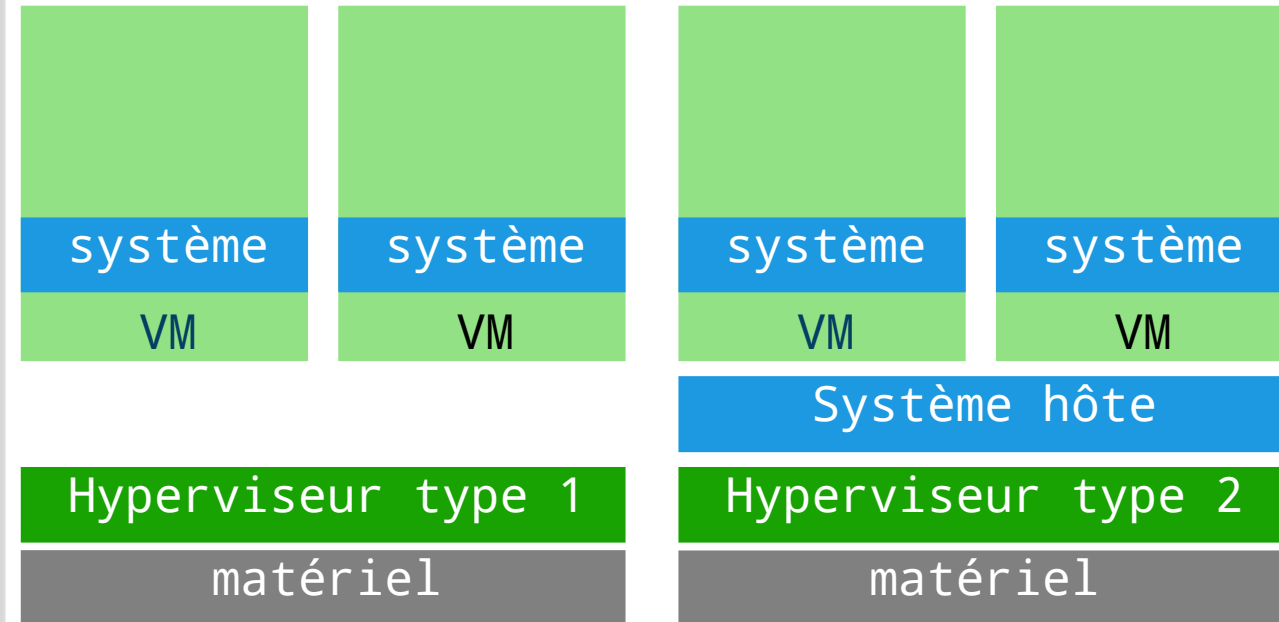 système système système système
VM VM VM VM
Système hôte
Hyperviseur type 1 Hyperviseur type 2
matériel matériel